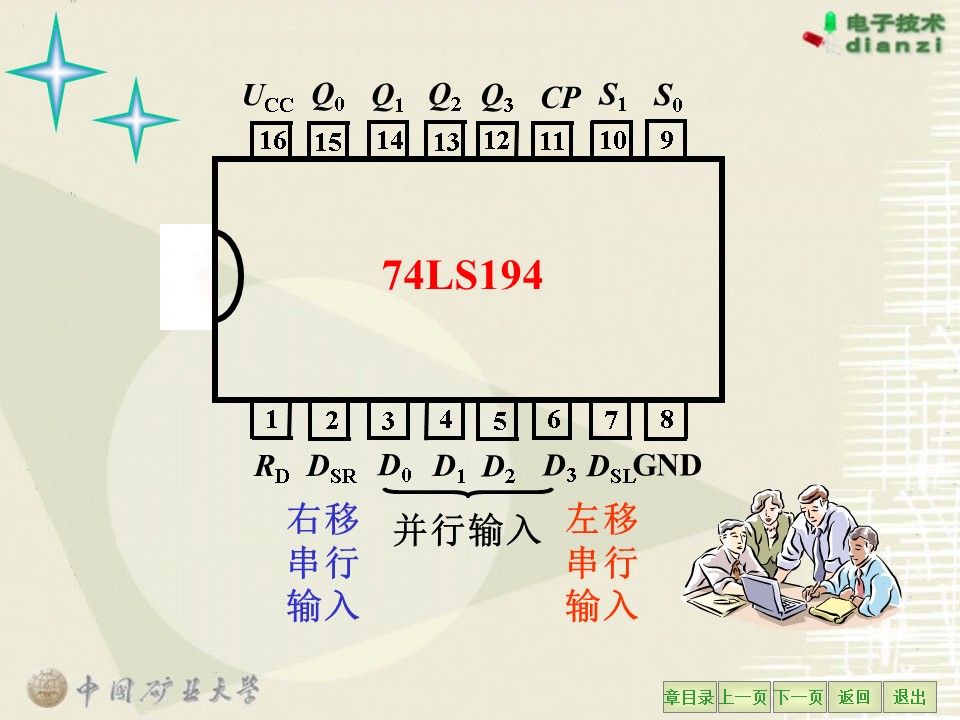 电子技术
dianzi
UCC Q0 Q1 Q2 Q3 CP S1 S0
16 15 14 13 12 11 10 9
74LS194
1 2 3 4 5 6 7 8
RD DSR D0 D1 D2 D3 DSL GND
右移
串行
输入
并行输入
左移
串行
输入
中国矿业大学
章目录 上一页 下一页 返回 退出